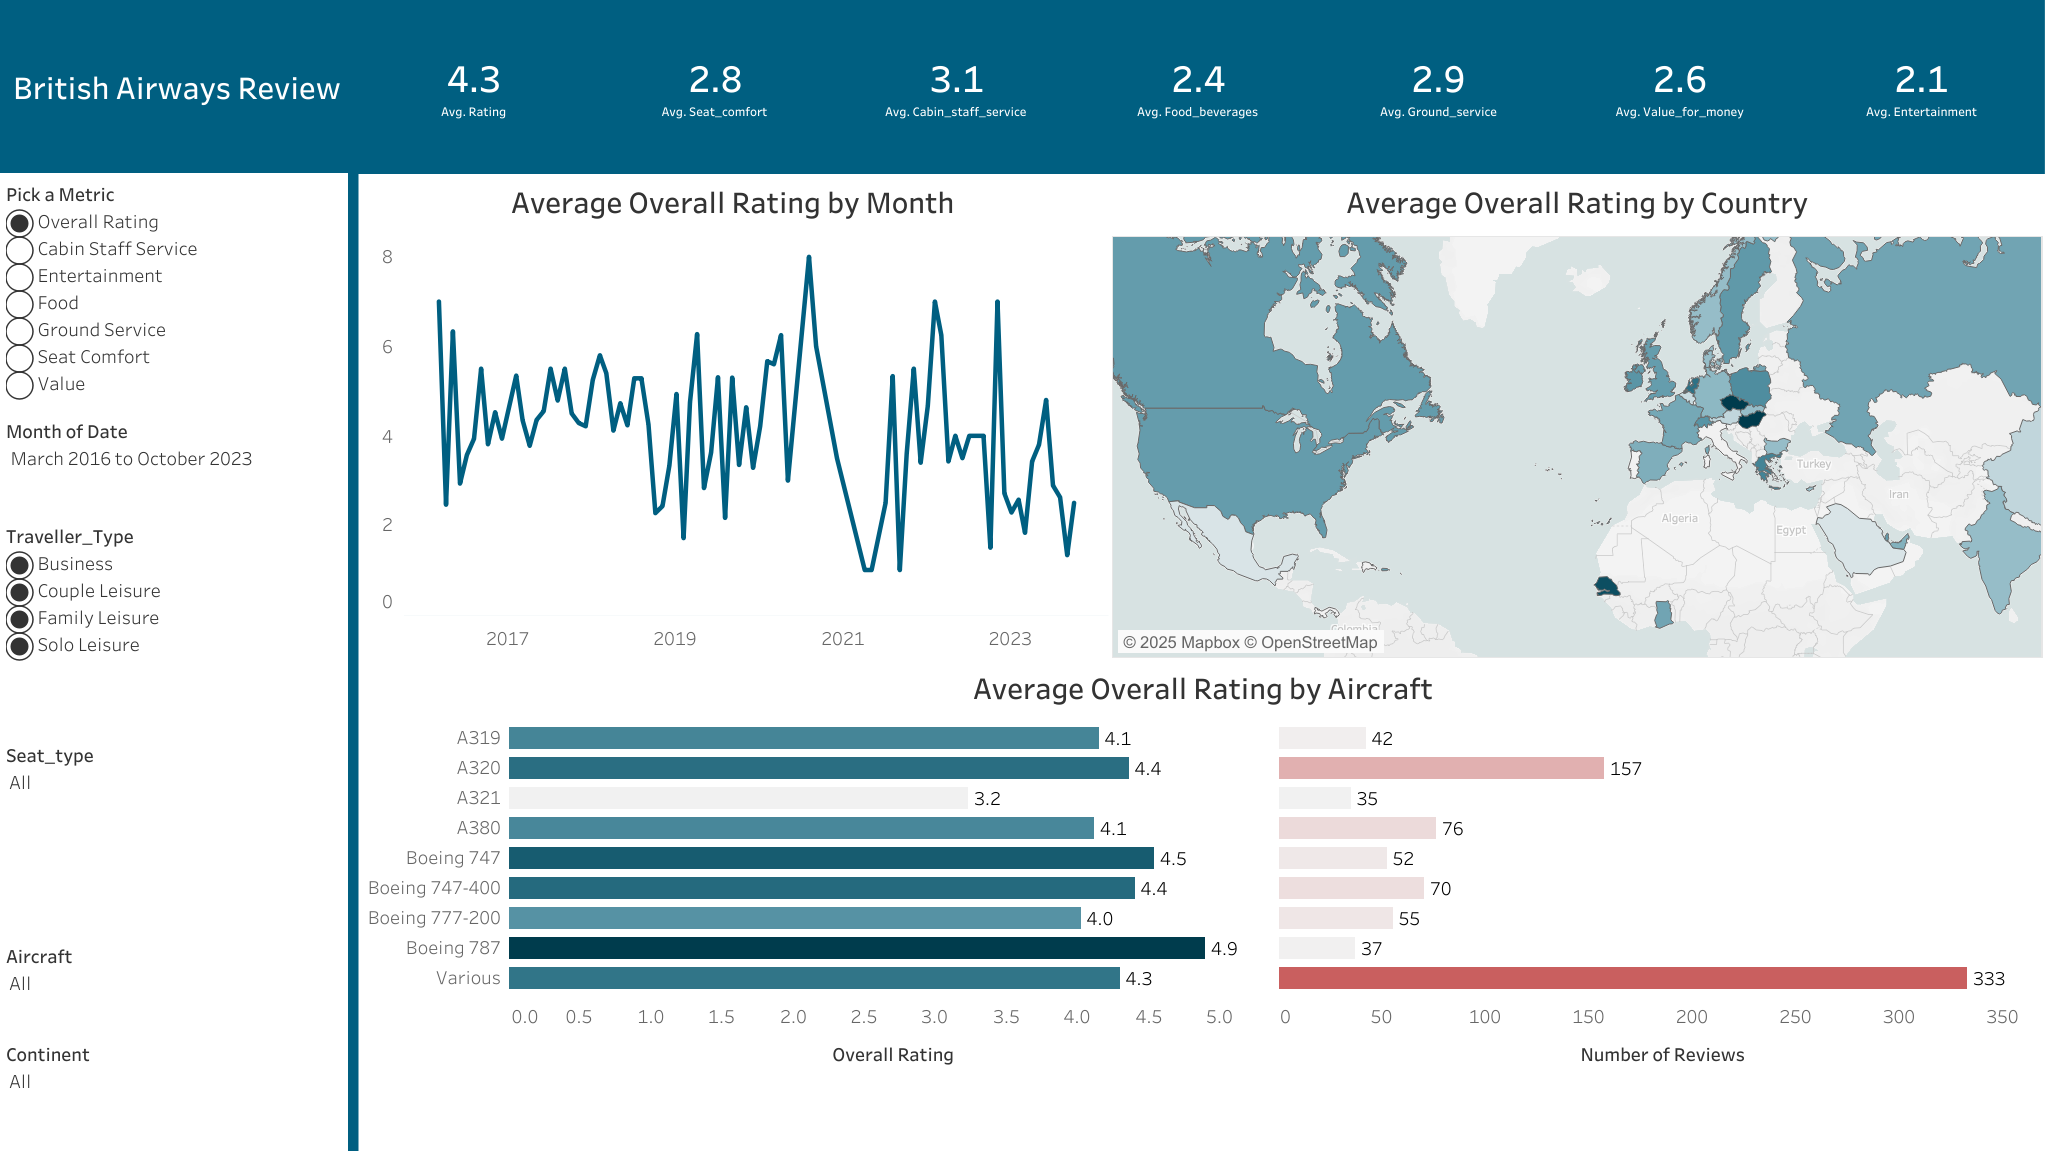 British Airways Review
4.3
Avg. Rating
2.8
Avg. Seat_comfort
3.1
Avg. Cabin_staff_service
2.4
Avg. Food_beverages
2.9
Avg. Ground_service
2.6
Avg. Value_for_money
2.1
Avg. Entertainment
Pick a Metric
Overall Rating
Cabin Staff Service
Entertainment
Food
Ground Service
Seat Comfort
Value
Month of Date
March 2016 to October 2023
Traveller_Type
Business
Couple Leisure
Family Leisure
Solo Leisure
Seat_type
All
Aircraft
All
Continent
All
Average Overall Rating by Month
8
6
4
2
0
2017 2019 2021 2023
Average Overall Rating by Country
Turkey
Iran
Algeria
Egypt
Colombia
© 2025 Mapbox © OpenStreetMap
Average Overall Rating by Aircraft
A319 4.1 42
A320 4.4 157
A321 3.2 35
A380 4.1 76
Boeing 747 4.5 52
Boeing 747-400 4.4 70
Boeing 777-200 4.0 55
Boeing 787 4.9 37
Various 4.3 333
0.0 0.5 1.0 1.5 2.0 2.5 3.0 3.5 4.0 4.5 5.0
0 50 100 150 200 250 300 350
Overall Rating
Number of Reviews